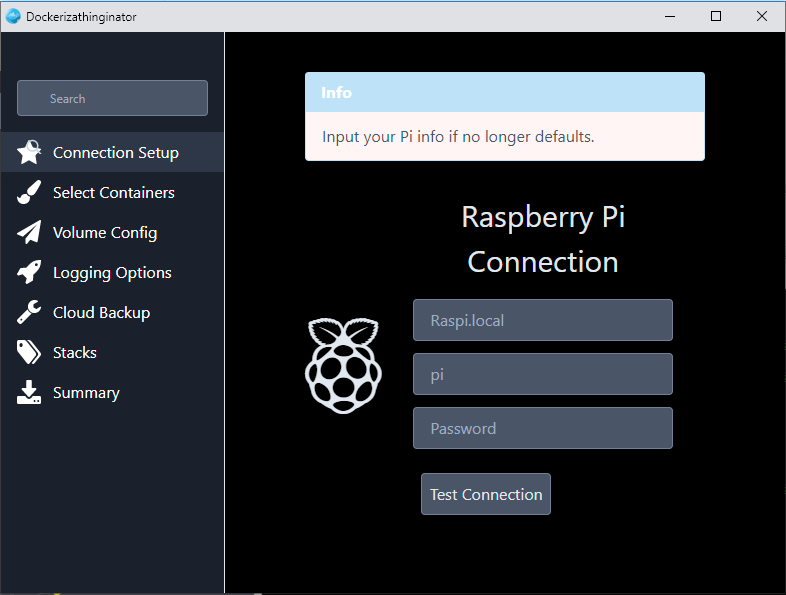 Dockerizathinginator
Search
Connection Setup
Select Containers
Volume Config
Logging Options
Cloud Backup
Stacks
Summary
Info
Input your Pi info if no longer defaults.
Raspberry Pi
Connection
Raspi.local
pi
Password
Test Connection